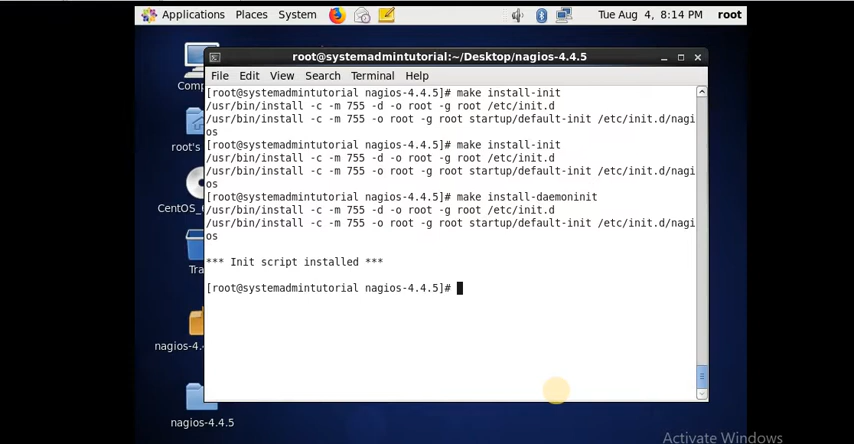 Applications Places System Tue Aug 4, 8:14 PM root
root@systemadmintutorial:~/Desktop/nagios-4.4.5
File Edit View Search Terminal Help
[root@systemadmintutorial nagios-4.4.5]# make install-init
/usr/bin/install -c -m 755 -d -o root -g root /etc/init.d
/usr/bin/install -c -m 755 -o root -g root startup/default-init /etc/init.d/nagi
os
[root@systemadmintutorial nagios-4.4.5]# make install-init
/usr/bin/install -c -m 755 -d -o root -g root /etc/init.d
/usr/bin/install -c -m 755 -o root -g root startup/default-init /etc/init.d/nagi
os
[root@systemadmintutorial nagios-4.4.5]# make install-daemoninit
/usr/bin/install -c -m 755 -d -o root -g root /etc/init.d
/usr/bin/install -c -m 755 -o root -g root startup/default-init /etc/init.d/nagi
os
*** Init script installed ***
[root@systemadmintutorial nagios-4.4.5]#
Comp
root's
CentOS_
Tra
nagios-4.
nagios-4.4.5
Activate Windows